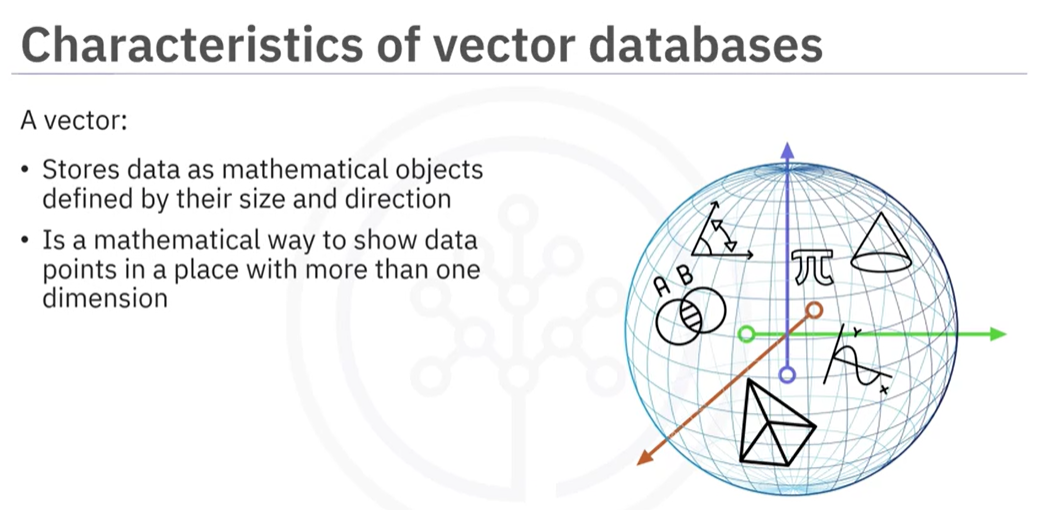 Characteristics of vector databases
A vector:
• Stores data as mathematical objects
defined by their size and direction
• Is a mathematical way to show data
points in a place with more than one
dimension
A B
π
Y
x